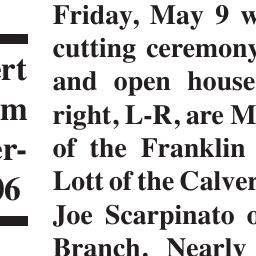 ert
m
er-
06
Friday, May 9 w
cutting ceremony
and open house
right, L-R, are M
of the Franklin
Lott of the Calver
Joe Scarpinato o
Branch. Nearly